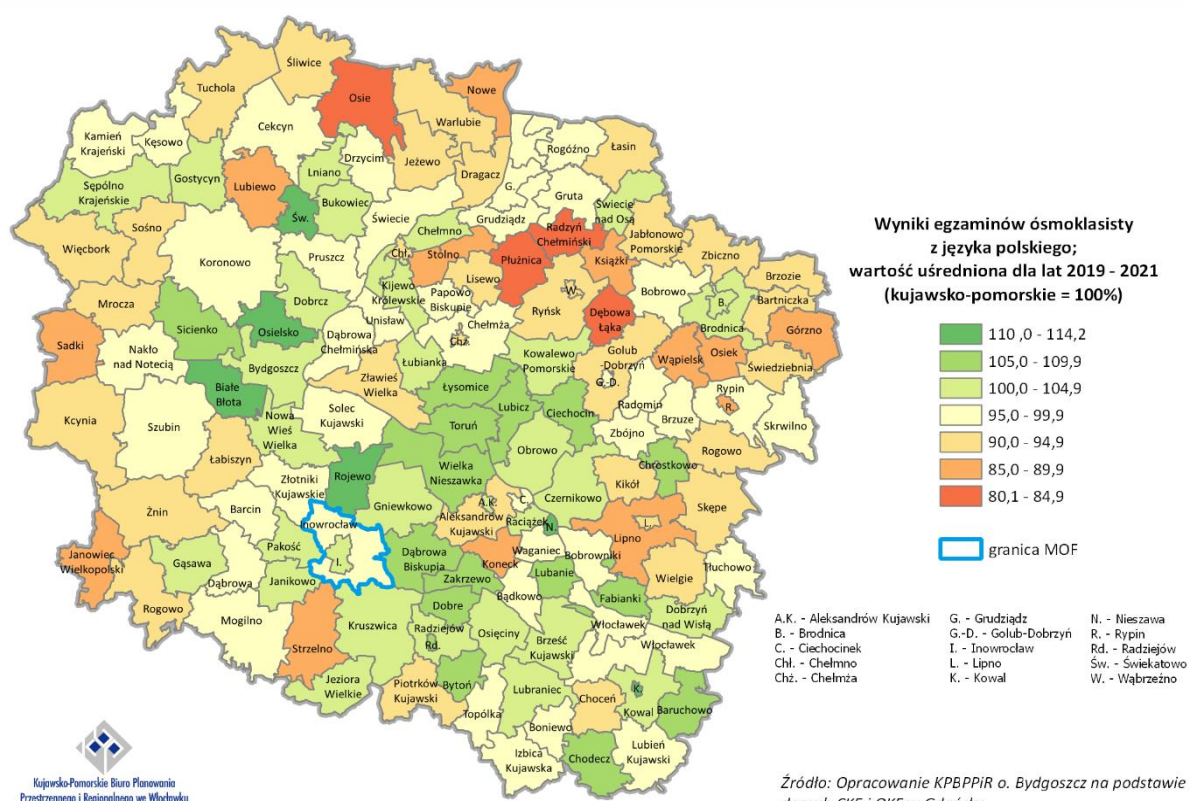 Śliwice
Tuchola
Osie
Nowe
Warlubie
Cekcyn
Kamień
Krajeński
Kęsowo
Drzycim
Jeżewo
Rogóźno
Łasin
Sępólno
Krajeńskie
Gostycyn
Lubiewo
Lniano
Dragacz
G.
Gruta
Św.
Bukowiec
Świecie
Grudziądz
Świecie
nad Osą
Sośno
Więcbork
Koronowo
Pruszcz
Chełmno
Chł.
Stolno
Radzyń
Chełmiński
Płużnica
Książki
Jabłonowo
Pomorskie
Zbiczno
Brzozie
Lisewo
Kijewo
Królewskie
Papowo
Biskupie
W.
Bobrowo
B.
Bartniczka
Mrocza
Dobrcz
Unisław
Ryńsk
Brodnica
Górzno
Sicienko
Osielsko
Dąbrowa
Chełmińska
Chełmża
Chż.
Dębowa
Łąka
Sadki
Nakło
nad Notecią
Bydgoszcz
Łubianka
Kowalewo
Pomorskie
Golub
-Dobrzyń
G.-D.
Wąpielsk
Osiek
Świedziebnia
Zławieś
Wielka
Łysomice
Białe
Błota
Lubicz
Ciechocin
Radomin
Rypin
R.
Kcynia
Szubin
Nowa
Wieś
Wielka
Solec
Kujawski
Toruń
Brzuze
Skrwilno
Zbójno
Łabiszyn
Obrowo
Rogowo
Wielka
Nieszawka
Rojewo
Chrostkowo
Złotniki
Kujawskie
Kikół
Czernikowo
Skępe
Żnin
Barcin
Gniewkowo
A.K.
C.
Aleksandrów
Kujawski
Raciążek
N.
Inowrocław
I.
Lipno
L.
Pakość
Janowiec
Wielkopolski
Gąsawa
Dąbrowa
Biskupia
Koneck
Waganiec
Bobrowniki
Tłuchowo
Dąbrowa
Janikowo
Zakrzewo
Lubanie
Wielgie
Bądkowo
Fabianki
Rogowo
Mogilno
Dobre
Dobrzyń
nad Wisłą
Kruszwica
Radziejów
Rd.
Osięciny
Włocławek
Strzelno
Brześć
Kujawski
Włocławek
Jeziora
Wielkie
Piotrków
Kujawski
Bytoń
Lubraniec
Choceń
K.
Kowal
Baruchowo
Topólka
Boniewo
Izbica
Kujawska
Chodecz
Lubień
Kujawski
Wyniki egzaminów ósmoklasisty
z języka polskiego;
wartość uśredniona dla lat 2019 - 2021
(kujawsko-pomorskie = 100%)
110 ,0 - 114,2
105,0 - 109,9
100,0 - 104,9
95,0 - 99,9
90,0 - 94,9
85,0 - 89,9
80,1 - 84,9
granica MOF
A.K. - Aleksandrów Kujawski
B. - Brodnica
C. - Ciechocinek
Chł. - Chełmno
Chż. - Chełmża
G. - Grudziądz
G.-D. - Golub-Dobrzyń
I. - Inowrocław
L. - Lipno
K. - Kowal
N. - Nieszawa
R. - Rypin
Rd. - Radziejów
Św. - Świekatowo
W. - Wąbrzeźno
Kujawsko-Pomorskie Biuro Planowania
Przestrzennego i Regionalnego we Włocławku
Źródło: Opracowanie KPBPPiR o. Bydgoszcz na podstawie